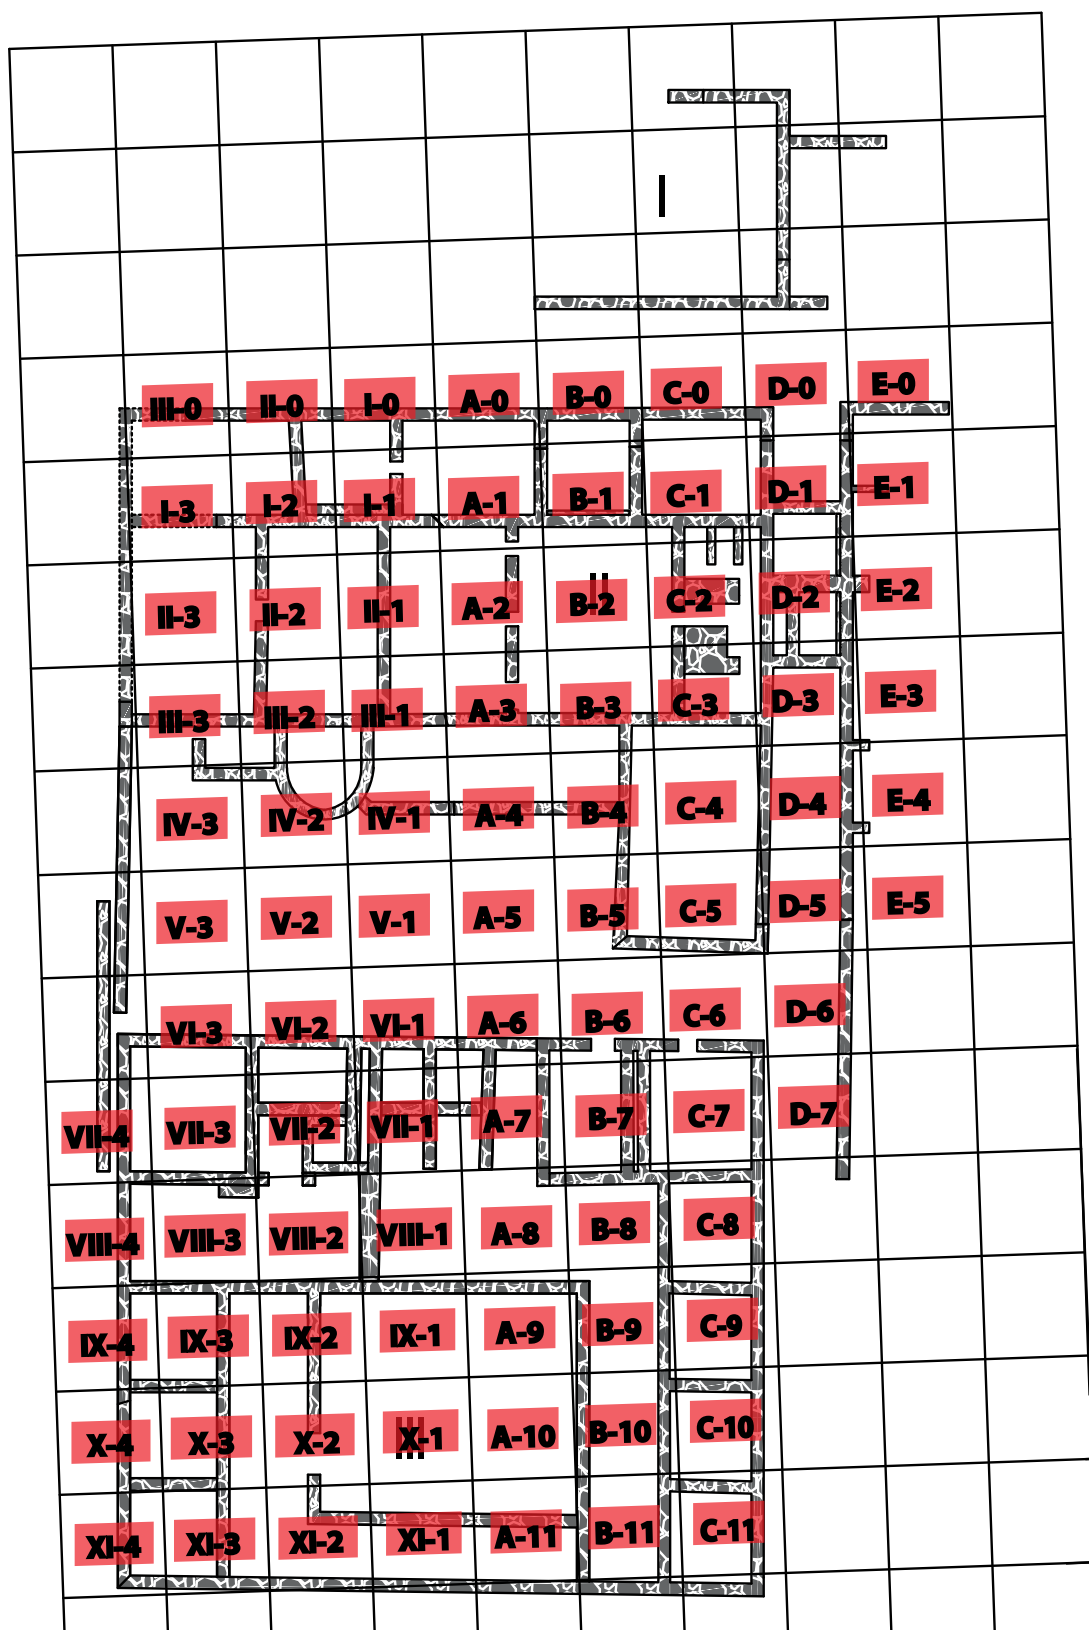 I
III-0 II-0 I-0 A-0 B-0 C-0 D-0 E-0
I-3 I-2 I-1 A-1 B-1 C-1 D-1 E-1
II
II-3 II-2 II-1 A-2 B-2 C-2 D-2 E-2
III-3 III-2 III-1 A-3 B-3 C-3 D-3 E-3
IV-3 IV-2 IV-1 A-4 B-4 C-4 D-4 E-4
V-3 V-2 V-1 A-5 B-5 C-5 D-5 E-5
VI-3 VI-2 VI-1 A-6 B-6 C-6 D-6
VII-4 VII-3 VII-2 VII-1 A-7 B-7 C-7 D-7
VIII-4 VIII-3 VIII-2 VIII-1 A-8 B-8 C-8
IX-4 IX-3 IX-2 IX-1 A-9 B-9 C-9
III
X-4 X-3 X-2 X-1 A-10 B-10 C-10
XI-4 XI-3 XI-2 XI-1 A-11 B-11 C-11